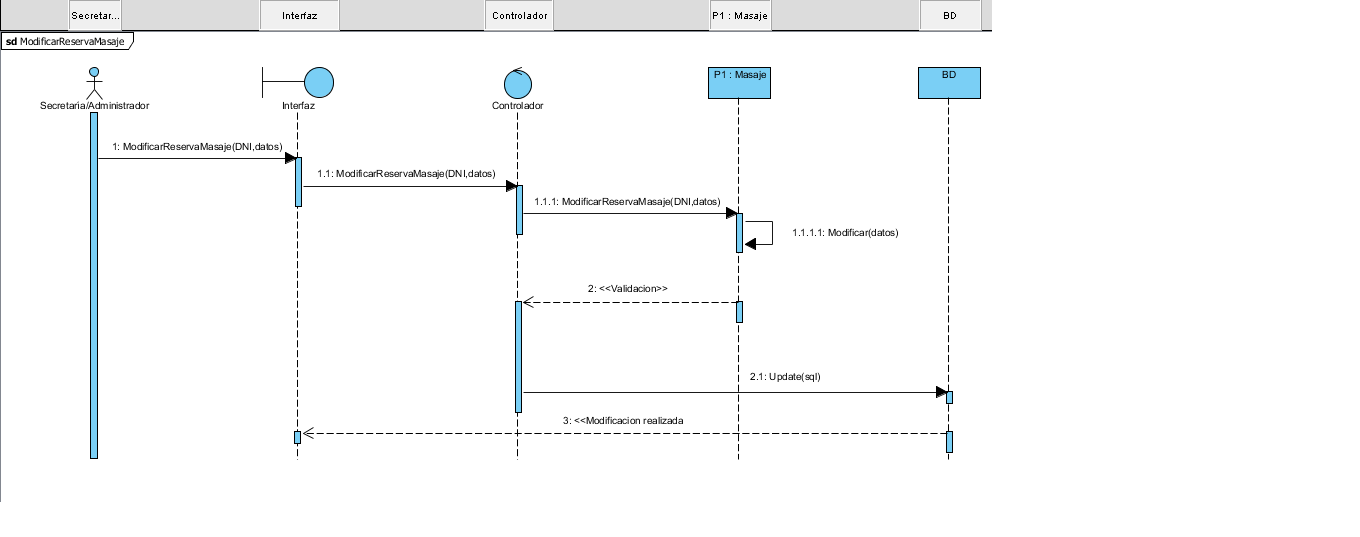 Secretar...
Interfaz
Controlador
P1 : Masaje
BD
sd ModificarReservaMasaje
P1 : Masaje
BD
Secretaria/Administrador
Interfaz
Controlador
1: ModificarReservaMasaje(DNI,datos)
1.1: ModificarReservaMasaje(DNI,datos)
1.1.1: ModificarReservaMasaje(DNI,datos)
1.1.1.1: Modificar(datos)
2: <<Validacion>>
2.1: Update(sql)
3: <<Modificacion realizada